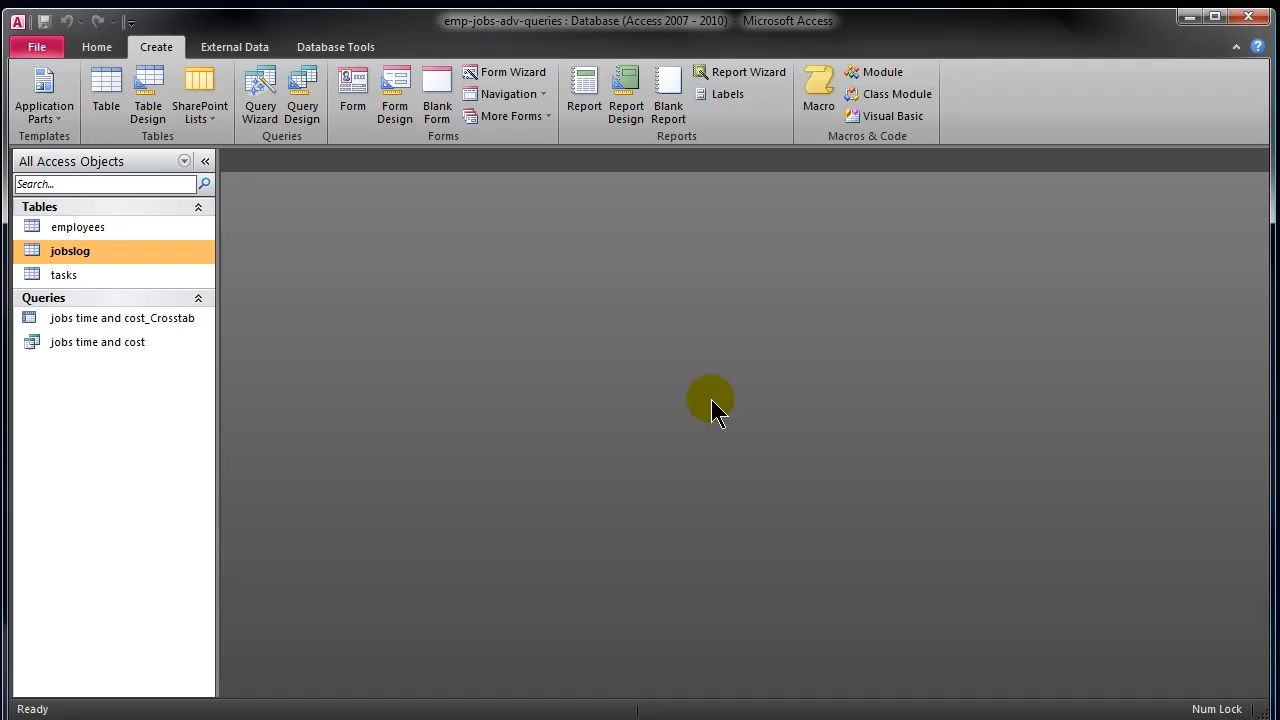 emp-jobs-adv-queries : Database (Access 2007 - 2010) - Microsoft Access
File Home Create External Data Database Tools
Application Parts
Table
Table Design
SharePoint Lists
Query Wizard
Query Design
Form
Form Design
Blank Form
Form Wizard
Navigation
More Forms
Report
Report Design
Blank Report
Report Wizard
Labels
Macro
Module
Class Module
Visual Basic
Templates Tables Queries Forms Reports Macros & Code
All Access Objects
Search...
Tables
employees
jobslog
tasks
Queries
jobs time and cost_Crosstab
jobs time and cost
Ready Num Lock